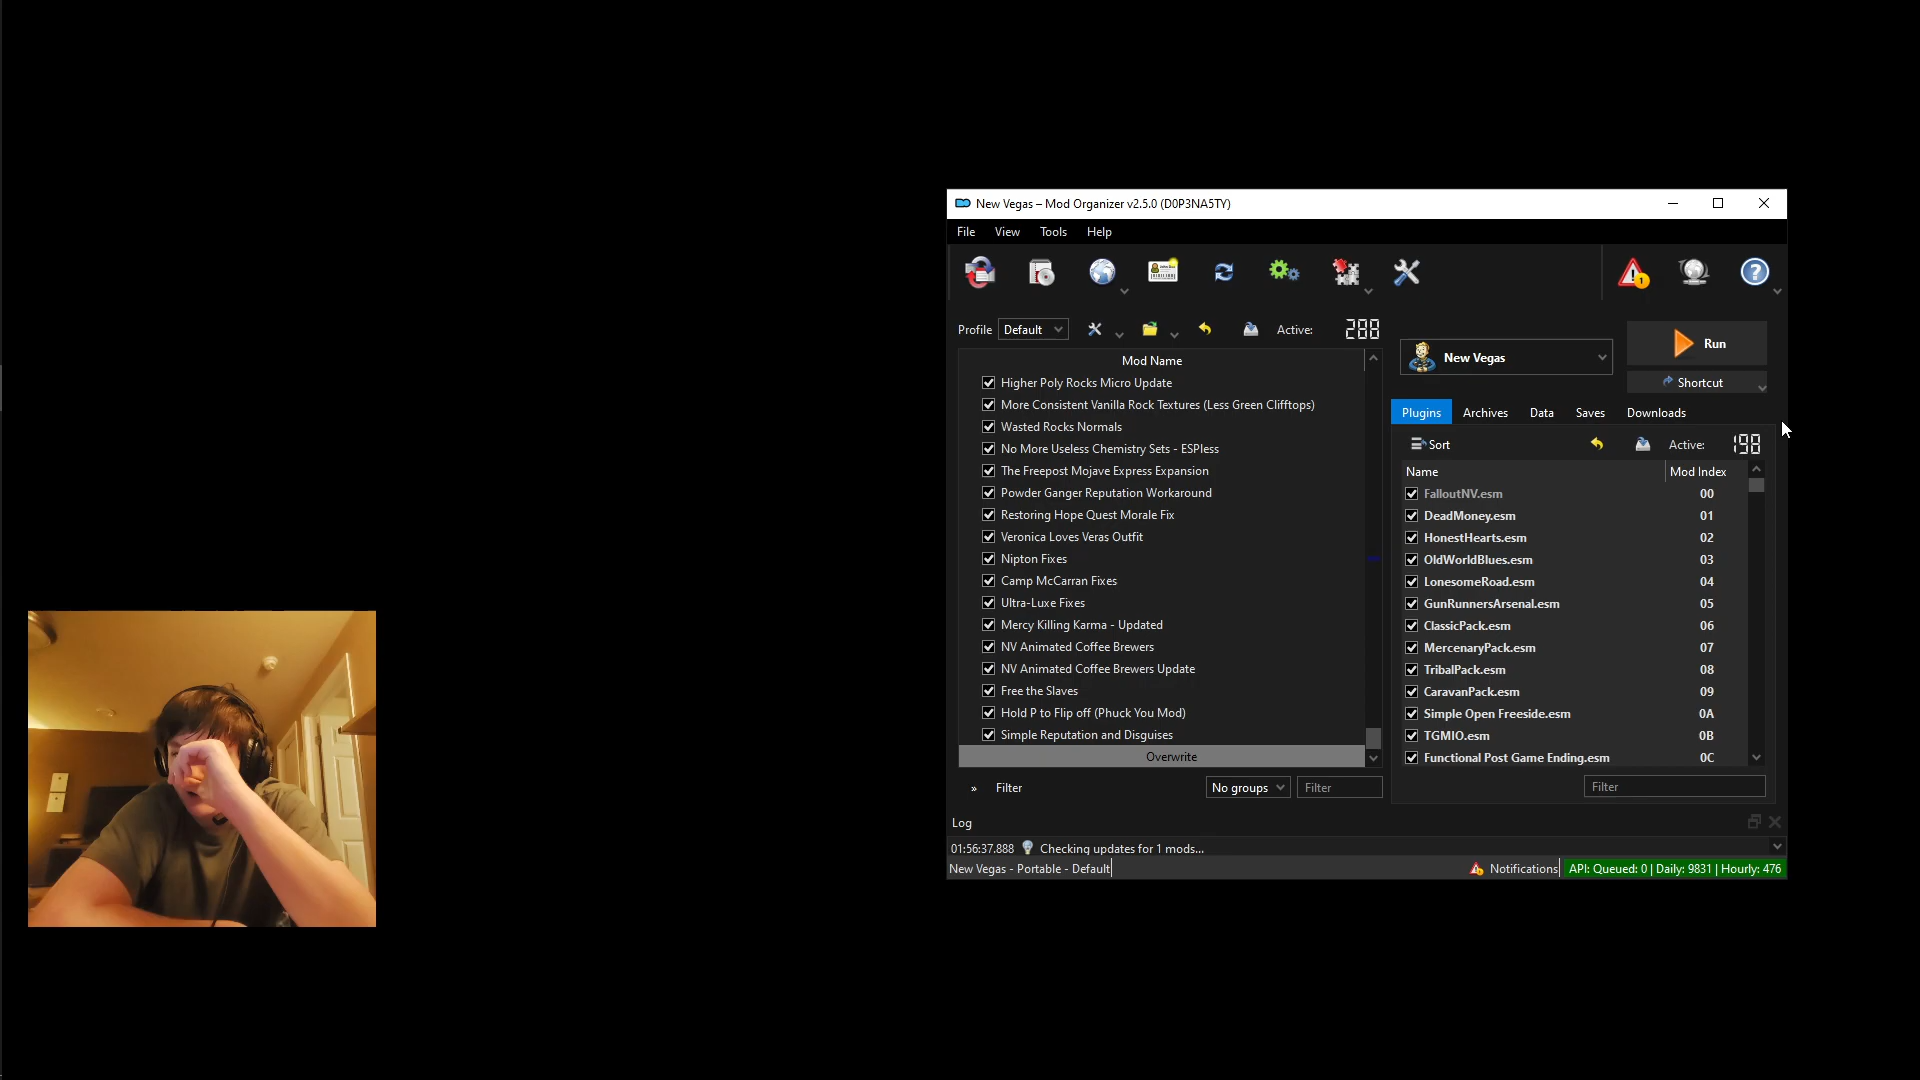 New Vegas – Mod Organizer v2.5.0 (D0P3NA5TY)
File View Tools Help
Profile Default Active: 288
Mod Name
Higher Poly Rocks Micro Update
More Consistent Vanilla Rock Textures (Less Green Clifftops)
Wasted Rocks Normals
No More Useless Chemistry Sets - ESPless
The Freepost Mojave Express Expansion
Powder Ganger Reputation Workaround
Restoring Hope Quest Morale Fix
Veronica Loves Veras Outfit
Nipton Fixes
Camp McCarran Fixes
Ultra-Luxe Fixes
Mercy Killing Karma - Updated
NV Animated Coffee Brewers
NV Animated Coffee Brewers Update
Free the Slaves
Hold P to Flip off (Phuck You Mod)
Simple Reputation and Disguises
Overwrite
» Filter No groups Filter
New Vegas Run
Shortcut
Plugins Archives Data Saves Downloads
Sort Active: 198
Name Mod Index
FalloutNV.esm 00
DeadMoney.esm 01
HonestHearts.esm 02
OldWorldBlues.esm 03
LonesomeRoad.esm 04
GunRunnersArsenal.esm 05
ClassicPack.esm 06
MercenaryPack.esm 07
TribalPack.esm 08
CaravanPack.esm 09
Simple Open Freeside.esm 0A
TGMIO.esm 0B
Functional Post Game Ending.esm 0C
Filter
Log
01:56:37.888 Checking updates for 1 mods...
New Vegas - Portable - Default Notifications API: Queued: 0 | Daily: 9831 | Hourly: 476